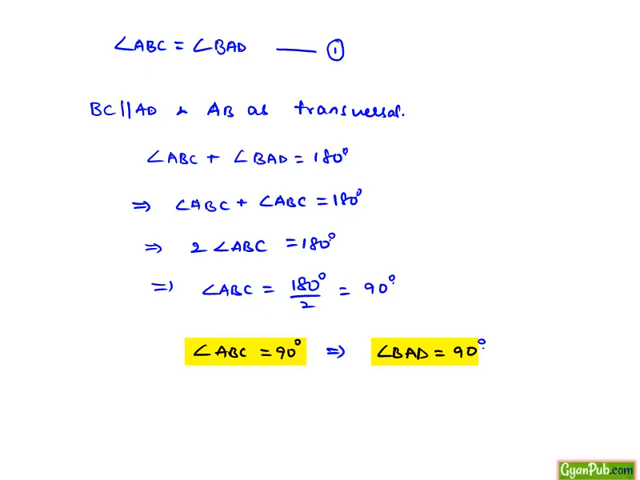 ∠ABC = ∠BAD —— ①
BC||AD & AB as transversal.
∠ABC + ∠BAD = 180°
⇒ ∠ABC + ∠ABC = 180°
⇒ 2 ∠ABC = 180°
⇒ ∠ABC = 180°/2 = 90°
∠ABC = 90° ⇒ ∠BAD = 90°
GyanPub.com